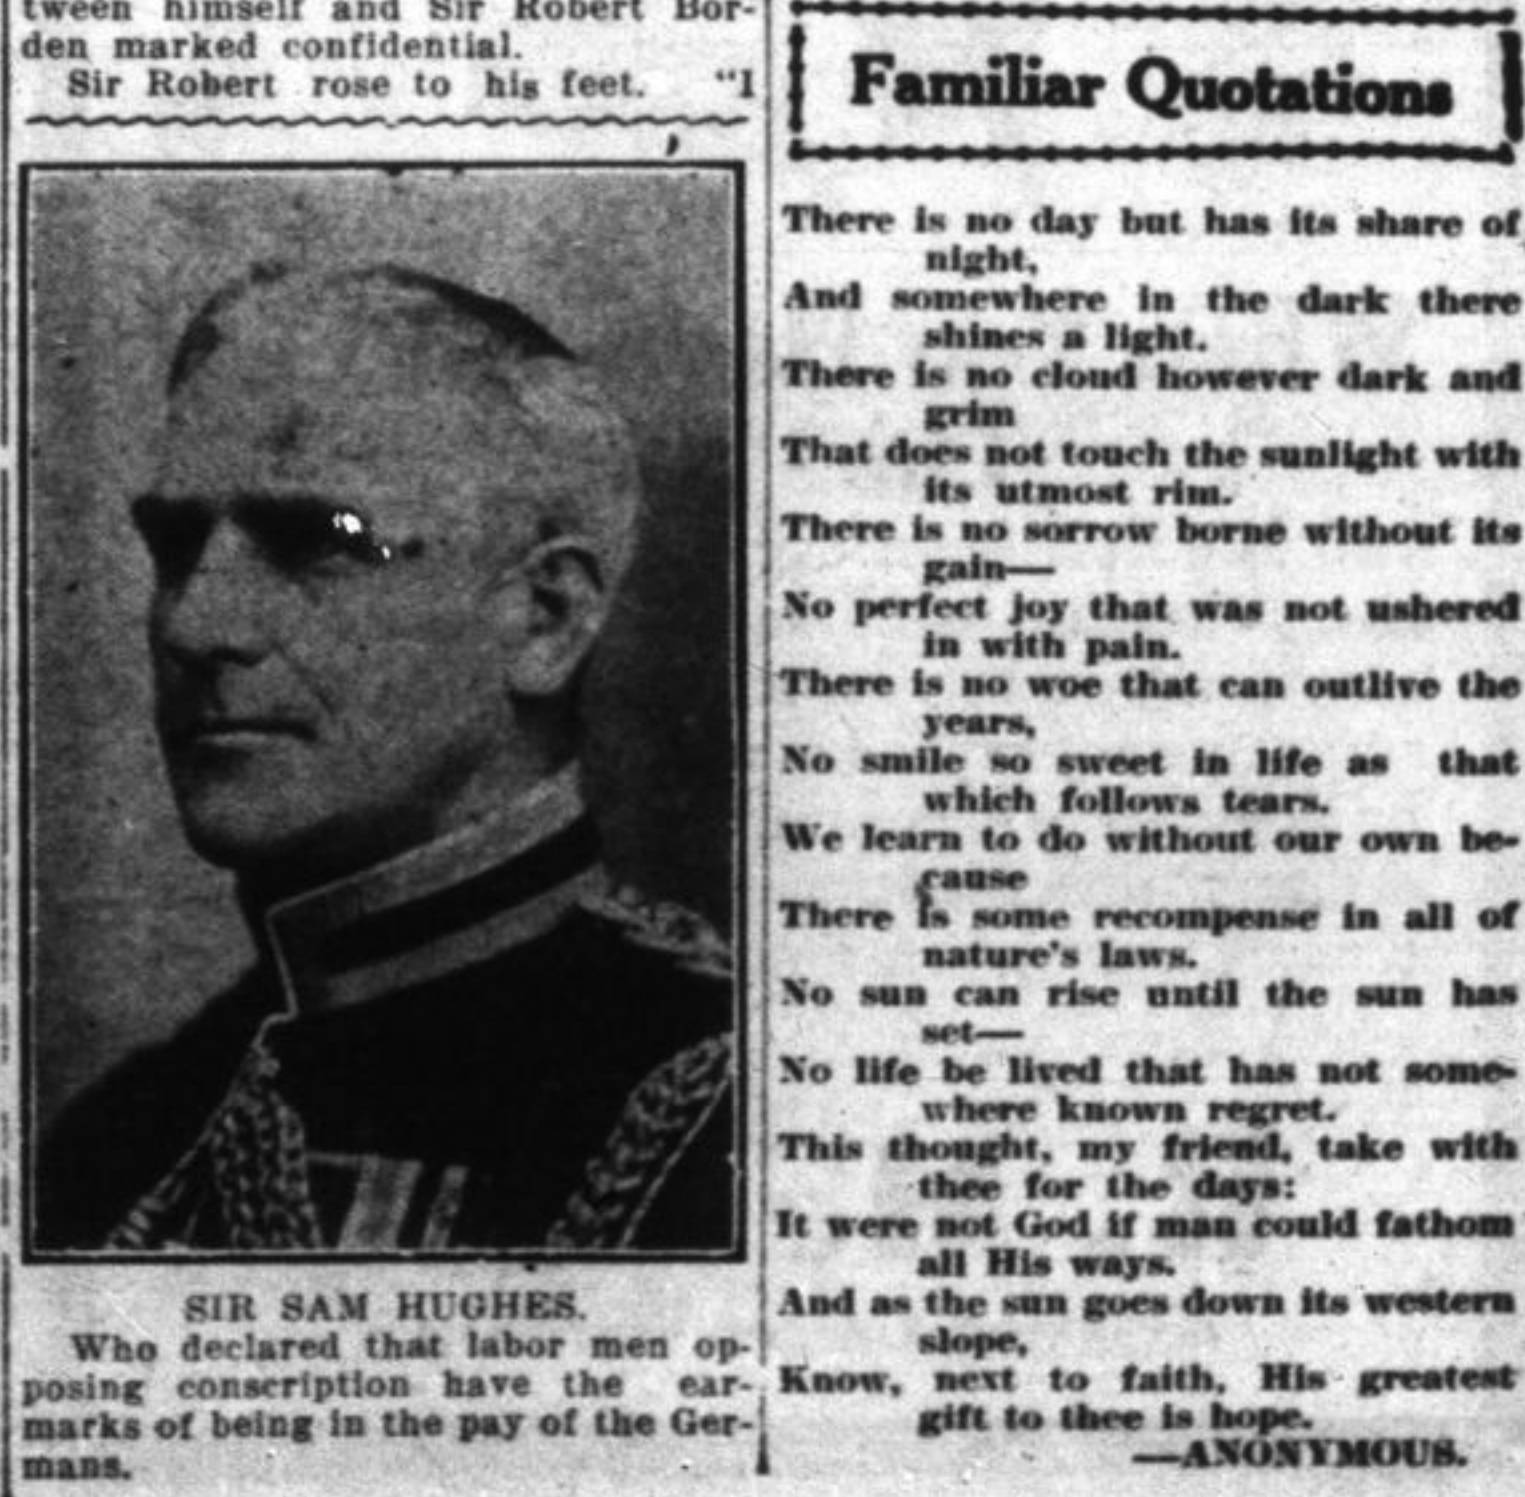 tween himself and Sir Robert Bor-
den marked confidential.
Sir Robert rose to his feet. "I
SIR SAM HUGHES.
Who declared that labor men op-
posing conscription have the ear-
marks of being in the pay of the Ger-
mans.
Familiar Quotations
There is no day but has its share of
night,
And somewhere in the dark there
shines a light.
There is no cloud however dark and
grim
That does not touch the sunlight with
its utmost rim.
There is no sorrow borne without its
gain—
No perfect joy that was not ushered
in with pain.
There is no woe that can outlive the
years,
No smile so sweet in life as that
which follows tears.
We learn to do without our own be-
cause
There is some recompense in all of
nature's laws.
No sun can rise until the sun has
set—
No life be lived that has not some-
where known regret.
This thought, my friend, take with
thee for the days:
It were not God if man could fathom
all His ways.
And as the sun goes down its western
slope,
Know, next to faith, His greatest
gift to thee is hope.
—ANONYMOUS.